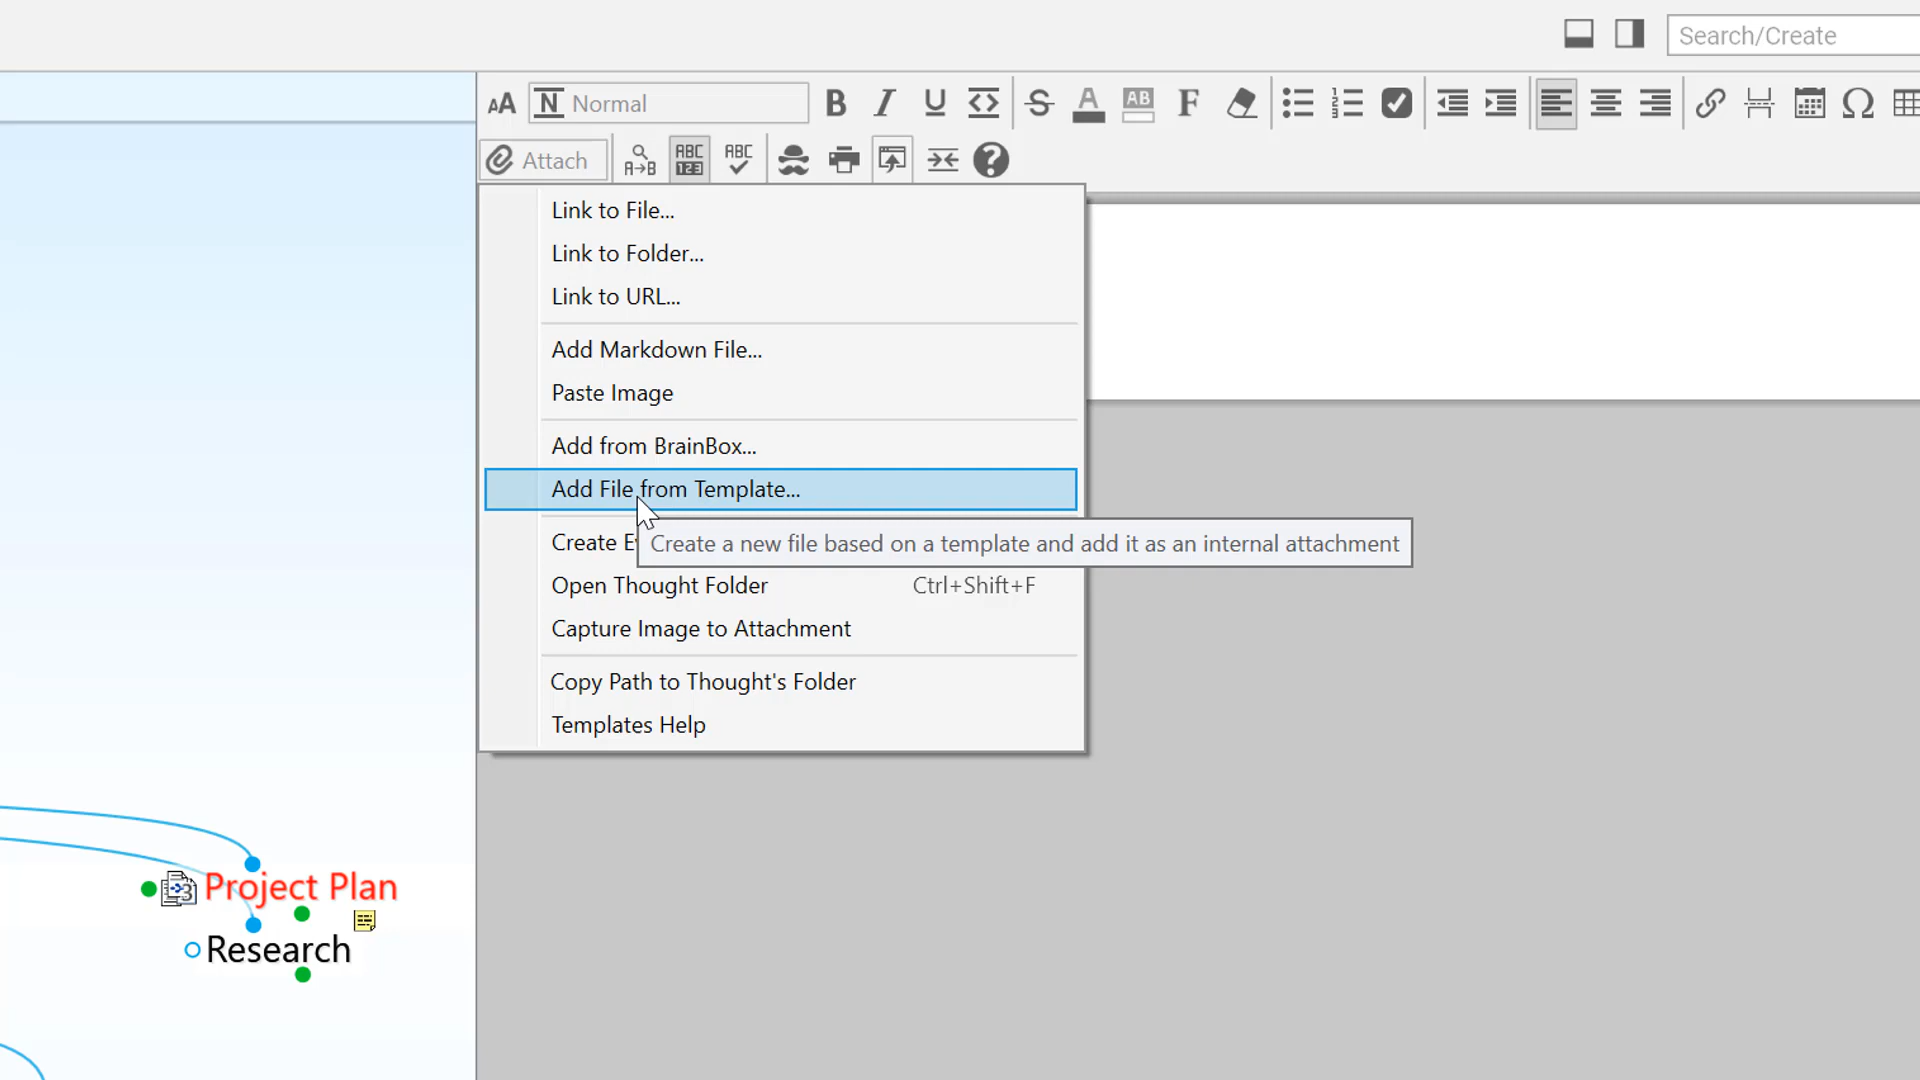 Search/Create
Normal
Attach
Link to File...
Link to Folder...
Link to URL...
Add Markdown File...
Paste Image
Add from BrainBox...
Add File from Template...
Create a new file based on a template and add it as an internal attachment
Create
Open Thought Folder Ctrl+Shift+F
Capture Image to Attachment
Copy Path to Thought's Folder
Templates Help
Project Plan
Research